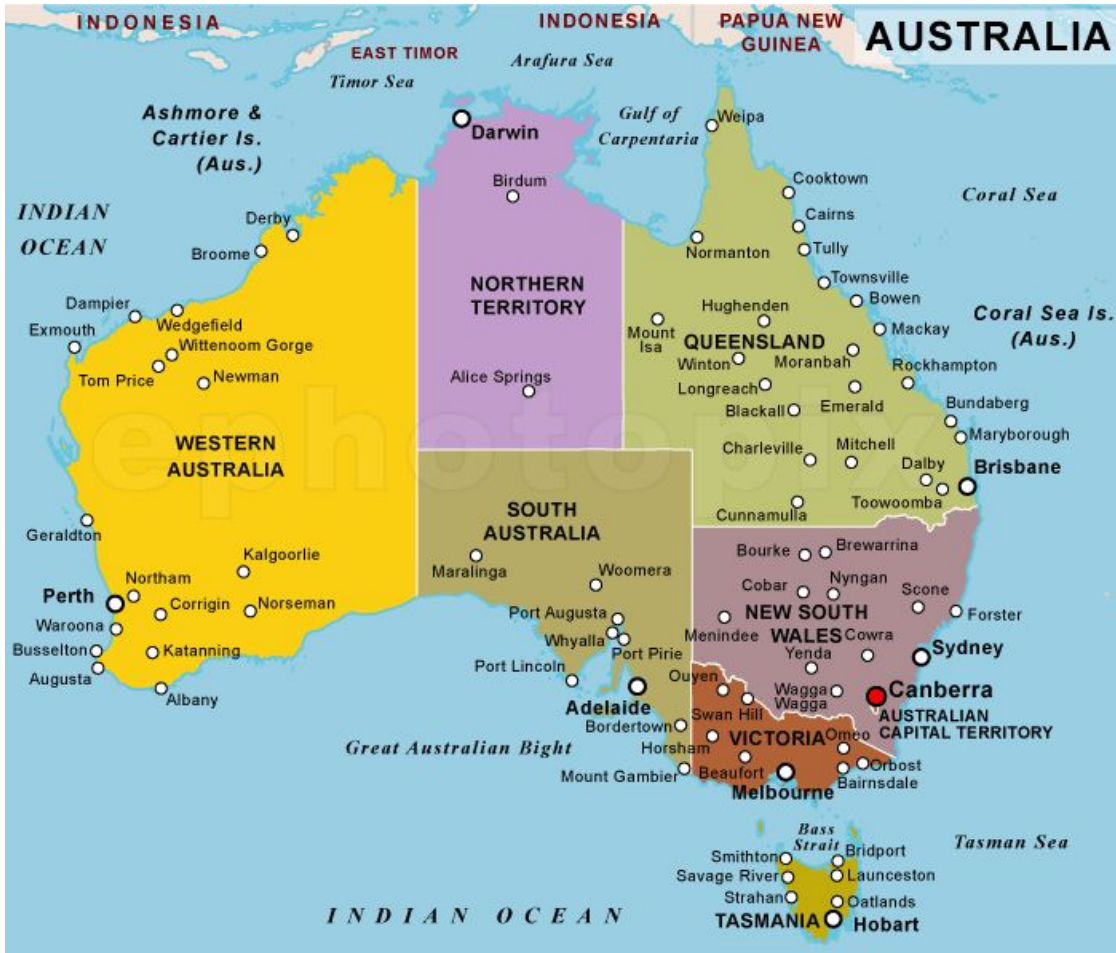 INDONESIA
INDONESIA
PAPUA NEW
GUINEA
AUSTRALIA
EAST TIMOR
Arafura Sea
Timor Sea
Ashmore &
Cartier Is.
(Aus.)
Gulf of
Carpentaria
Weipa
Darwin
Birdum
Cooktown
Coral Sea
INDIAN
OCEAN
Derby
Broome
Cairns
Tully
Normanton
Townsville
Bowen
NORTHERN
TERRITORY
Dampier
Exmouth
Wedgefield
Wittenoom Gorge
Tom Price
Newman
Hughenden
Mount
Isa
QUEENSLAND
Mackay
Coral Sea Is.
(Aus.)
Winton
Moranbah
Rockhampton
Longreach
Alice Springs
Blackall
Emerald
Bundaberg
Maryborough
WESTERN
AUSTRALIA
ephotopix
Charleville
Mitchell
Dalby
Brisbane
Toowoomba
Cunnamulla
SOUTH
AUSTRALIA
Geraldton
Kalgoorlie
Maralinga
Woomera
Bourke
Brewarrina
Northam
Perth
Corrigin
Norseman
Cobar
Nyngan
Scone
Forster
Waroona
Port Augusta
NEW SOUTH
WALES
Menindee
Cowra
Busselton
Katanning
Whyalla
Port Pirie
Yenda
Sydney
Augusta
Albany
Port Lincoln
Ouyen
Wagga
Wagga
Canberra
Adelaide
Swan Hill
AUSTRALIAN
CAPITAL TERRITORY
Bordertown
Great Australian Bight
Horsham
VICTORIA
Omeo
Orbost
Mount Gambier
Beaufort
Bairnsdale
Melbourne
Bass
Strait
Tasman Sea
Smithton
Bridport
Savage River
Launceston
Strahan
Oatlands
INDIAN OCEAN
TASMANIA
Hobart